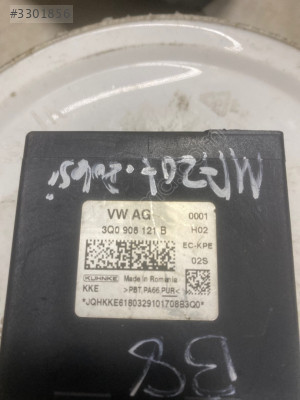 #3301856
VW AG 0001
3Q0 906 121 B H02
EC-KPE
02S
KUHNKE Made in Romania
KKE >PBT,PA66,PUR<
*JQHKKE6180329101708B3Q0*
B8